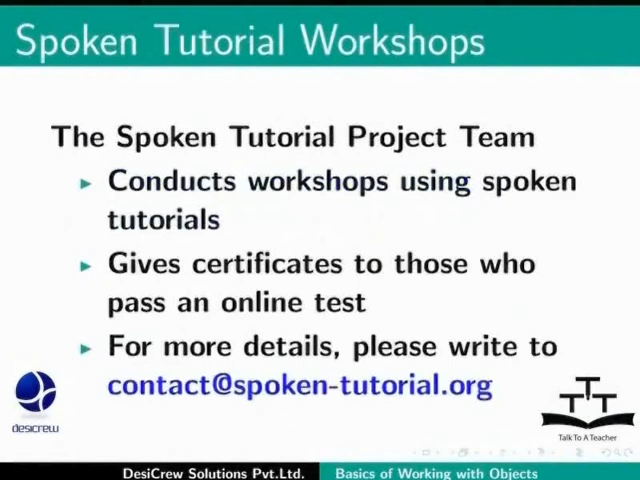 Spoken Tutorial Workshops
The Spoken Tutorial Project Team
Conducts workshops using spoken
tutorials
Gives certificates to those who
pass an online test
For more details, please write to
contact@spoken-tutorial.org
desicrew
TTT
Talk To A Teacher
DesiCrew Solutions Pvt.Ltd.
Basics of Working with Objects